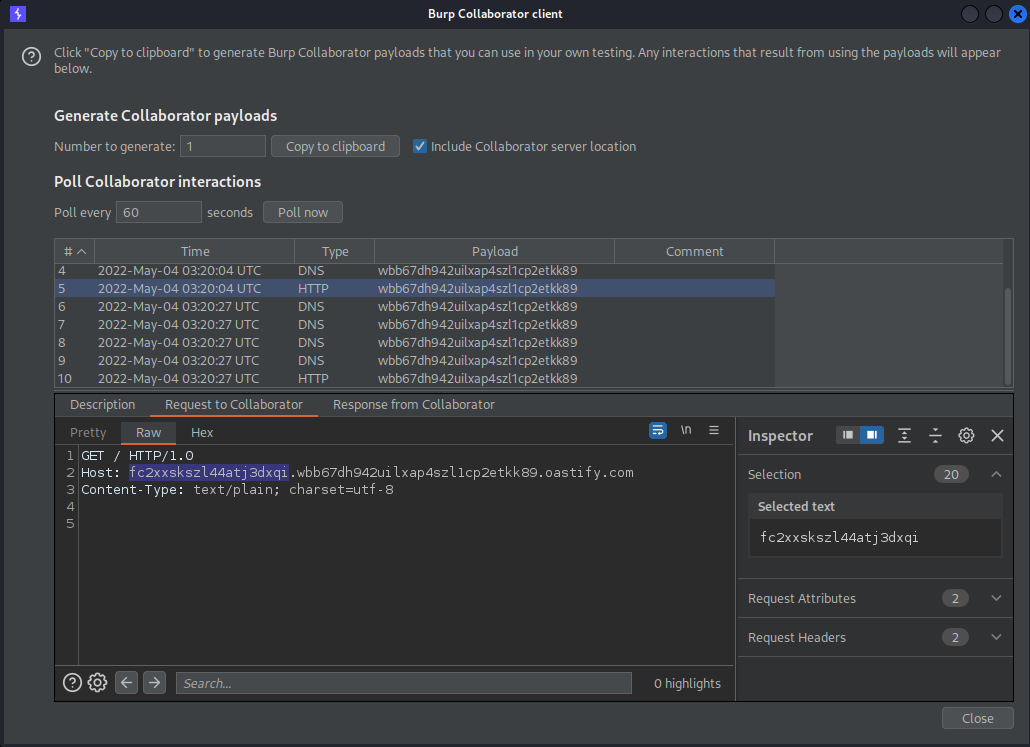 Burp Collaborator client
Click "Copy to clipboard" to generate Burp Collaborator payloads that you can use in your own testing. Any interactions that result from using the payloads will appear
below.
Generate Collaborator payloads
Number to generate: 1 Copy to clipboard Include Collaborator server location
Poll Collaborator interactions
Poll every 60 seconds Poll now
# Time Type Payload Comment
4 2022-May-04 03:20:04 UTC DNS wbb67dh942uilxap4szl1cp2etkk89
5 2022-May-04 03:20:04 UTC HTTP wbb67dh942uilxap4szl1cp2etkk89
6 2022-May-04 03:20:27 UTC DNS wbb67dh942uilxap4szl1cp2etkk89
7 2022-May-04 03:20:27 UTC DNS wbb67dh942uilxap4szl1cp2etkk89
8 2022-May-04 03:20:27 UTC DNS wbb67dh942uilxap4szl1cp2etkk89
9 2022-May-04 03:20:27 UTC DNS wbb67dh942uilxap4szl1cp2etkk89
10 2022-May-04 03:20:27 UTC HTTP wbb67dh942uilxap4szl1cp2etkk89
Description Request to Collaborator Response from Collaborator
Pretty Raw Hex \n
1 GET / HTTP/1.0
2 Host: fc2xxskszl44atj3dxqi.wbb67dh942uilxap4szl1cp2etkk89.oastify.com
3 Content-Type: text/plain; charset=utf-8
4
5
Search... 0 highlights
Inspector
Selection 20
Selected text
fc2xxskszl44atj3dxqi
Request Attributes 2
Request Headers 2
Close